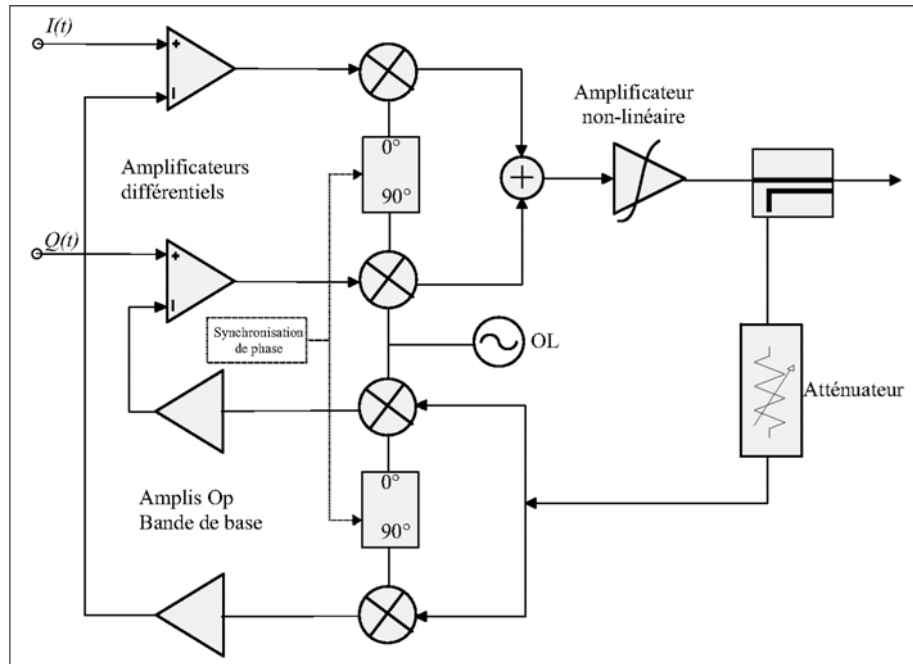 I(t)
+
Amplificateur
non-linéaire
Amplificateurs
différentiels
0°
90°
+
Q(t)
+
Synchronisation
de phase
OL
Atténuateur
Amplis Op
Bande de base
0°
90°